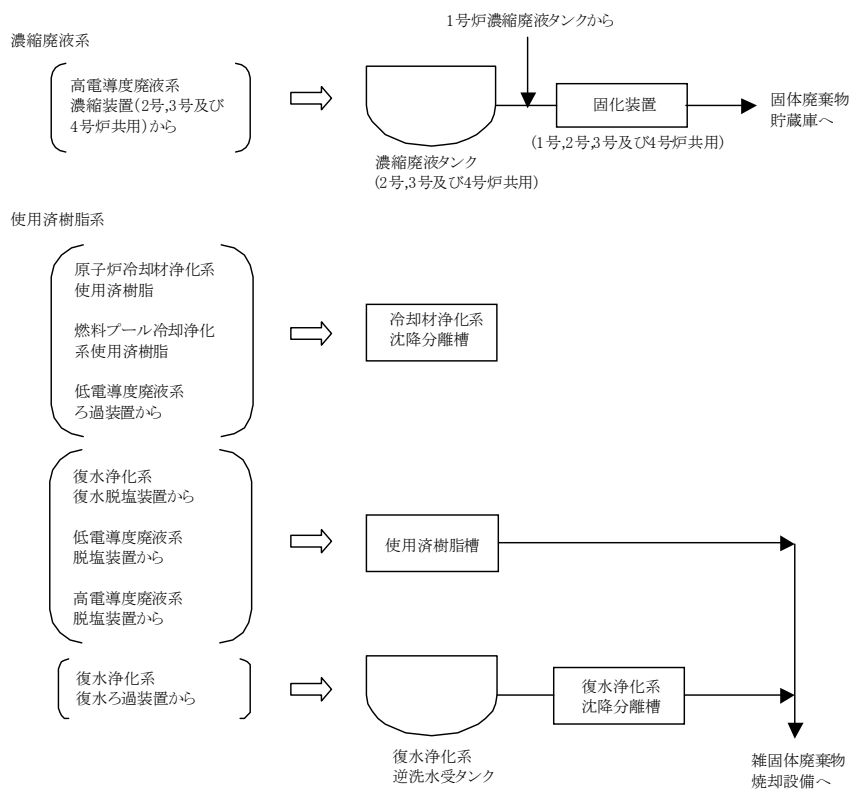 濃縮廃液系
1号炉濃縮廃液タンクから
高電導度廃液系
濃縮装置(2号,3号及び
4号炉共用)から
固化装置
固体廃棄物
貯蔵庫へ
(1号,2号,3号及び4号炉共用)
濃縮廃液タンク
(2号,3号及び4号炉共用)
使用済樹脂系
原子炉冷却材浄化系
使用済樹脂
燃料プール冷却浄化
系使用済樹脂
低電導度廃液系
ろ過装置から
冷却材浄化系
沈降分離槽
復水浄化系
復水脱塩装置から
低電導度廃液系
脱塩装置から
高電導度廃液系
脱塩装置から
使用済樹脂槽
復水浄化系
復水ろ過装置から
復水浄化系
沈降分離槽
復水浄化系
逆洗水受タンク
雑固体廃棄物
焼却設備へ